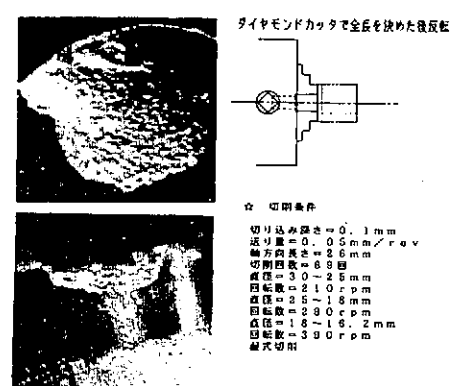 ダイヤモンドカッタで全長を決めた後反転
☆ 切削条件
切り込み深さ=0.1mm
送り量=0.05mm/rev
軸方向長さ=26mm
切削回数=69回
直径=30~25mm
回転数=210rpm
直径=25~18mm
回転数=290rpm
直径=18~16.2mm
回転数=390rpm
乾式切削